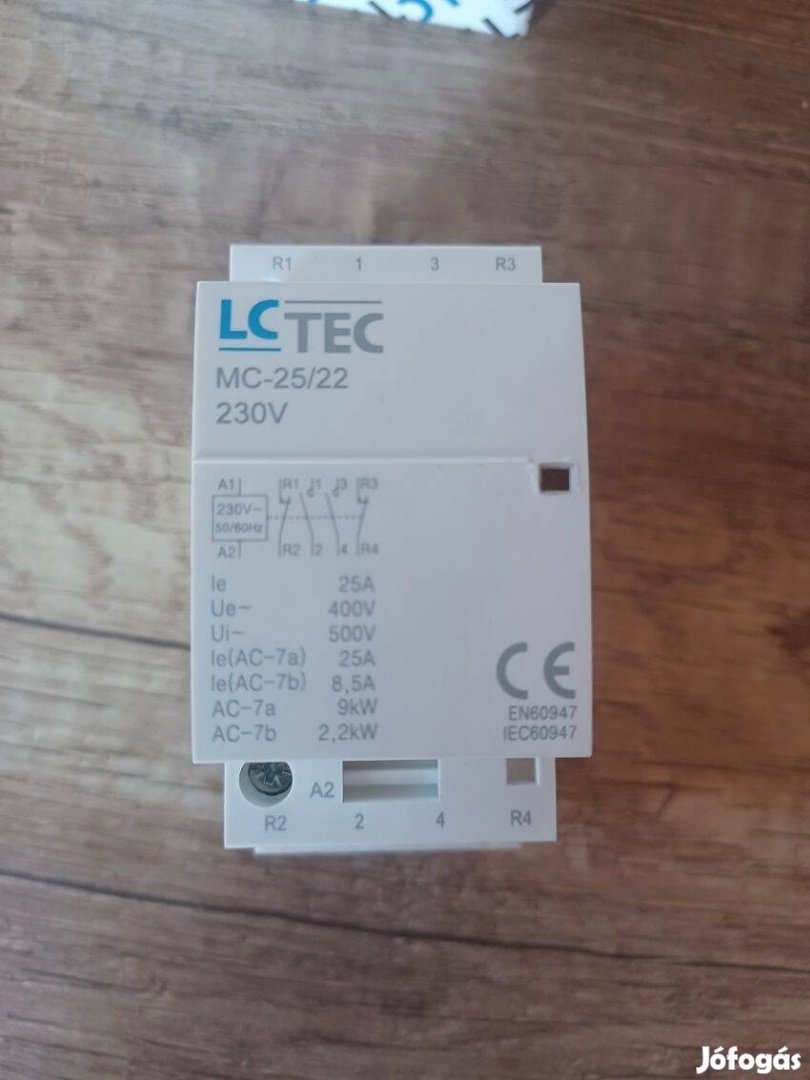 R1 1 3 R3
LC TEC
MC-25/22
230V
A1 R1 1 3 R3
230V~
50/60Hz
A2 R2 2 4 R4
Ie 25A
Ue~ 400V
Ui~ 500V
Ie(AC-7a) 25A
Ie(AC-7b) 8,5A
AC-7a 9kW
AC-7b 2,2kW
CE
EN60947
IEC60947
A2
R2 2 4 R4
Jófogás